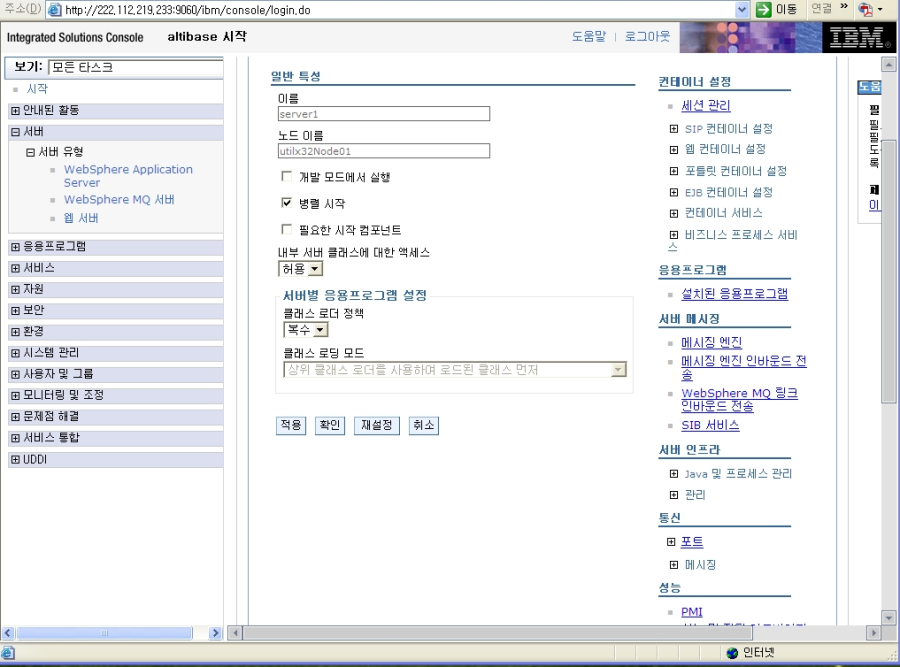 주소(D) http://222,112,219,233:9060/ibm/console/login,do 이동 연결 »
Integrated Solutions Console altibase 시작 도움말 | 로그아웃 IBM
보기: 모든 타스크
시작
안내된 활동
서버
서버 유형
WebSphere Application
Server
WebSphere MQ 서버
웹 서버
응용프로그램
서비스
자원
보안
환경
시스템 관리
사용자 및 그룹
모니터링 및 조정
문제점 해결
서비스 통합
UDDI
일반 특성
이름
server1
노드 이름
utilx32Node01
개발 모드에서 실행
병렬 시작
필요한 시작 컴포넌트
내부 서버 클래스에 대한 액세스
허용
서버별 응용프로그램 설정
클래스 로더 정책
복수
클래스 로딩 모드
상위 클래스 로더를 사용하여 로드된 클래스 먼저
적용 확인 재설정 취소
컨테이너 설정
세션 관리
SIP 컨테이너 설정
웹 컨테이너 설정
포틀릿 컨테이너 설정
EJB 컨테이너 설정
컨테이너 서비스
비즈니스 프로세스 서비
스
응용프로그램
설치된 응용프로그램
서버 메시징
메시징 엔진
메시징 엔진 인바운드 전
송
WebSphere MQ 링크
인바운드 전송
SIB 서비스
서버 인프라
Java 및 프로세스 관리
관리
통신
포트
메시징
성능
PMI
도움
필
필
도
록
이
인터넷